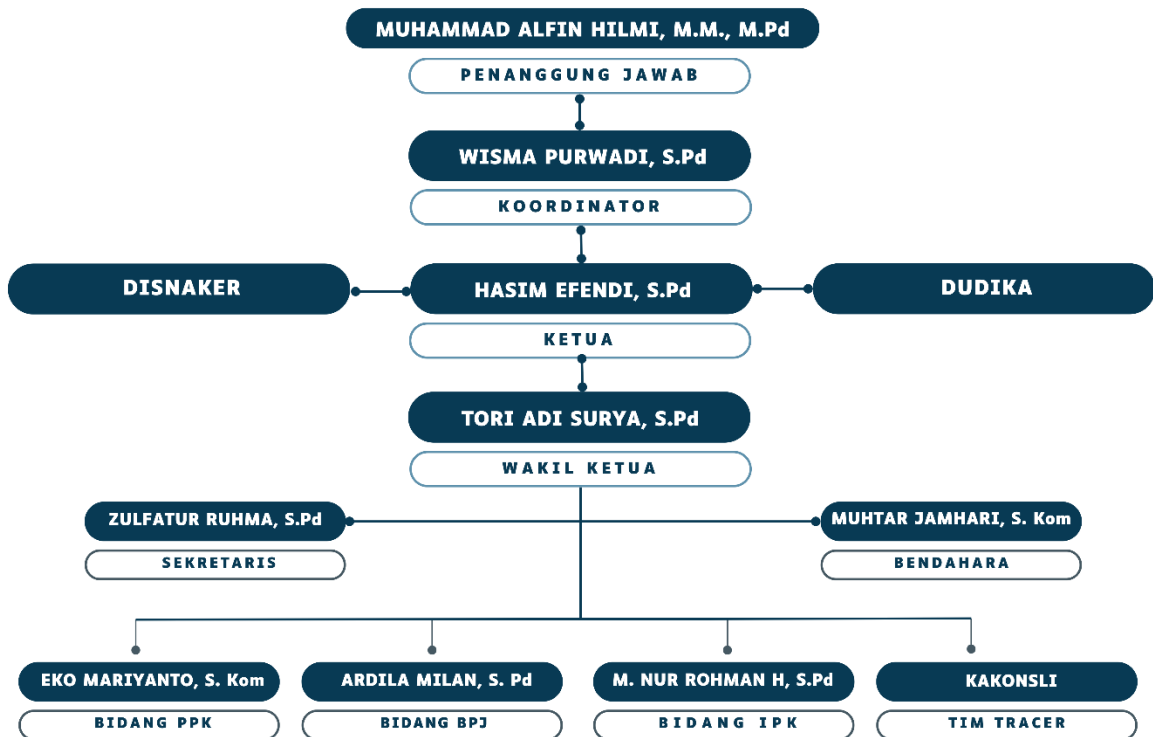 MUHAMMAD ALFIN HILMI, M.M., M.Pd
PENANGGUNG JAWAB
WISMA PURWADI, S.Pd
KOORDINATOR
DISNAKER
HASIM EFENDI, S.Pd
DUDIKA
KETUA
TORI ADI SURYA, S.Pd
WAKIL KETUA
ZULFATUR RUHMA, S.Pd
SEKRETARIS
MUHTAR JAMHARI, S. Kom
BENDAHARA
EKO MARIYANTO, S. Kom
BIDANG PPK
ARDILA MILAN, S. Pd
BIDANG BPJ
M. NUR ROHMAN H, S.Pd
BIDANG IPK
KAKONSLI
TIM TRACER